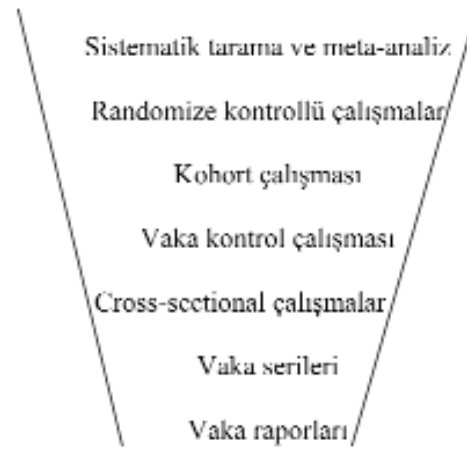 Sistematik tarama ve meta-analiz
Randomize kontrollü çalışmalar
Kohort çalışması
Vaka kontrol çalışması
Cross-sectional çalışmalar
Vaka serileri
Vaka raporları